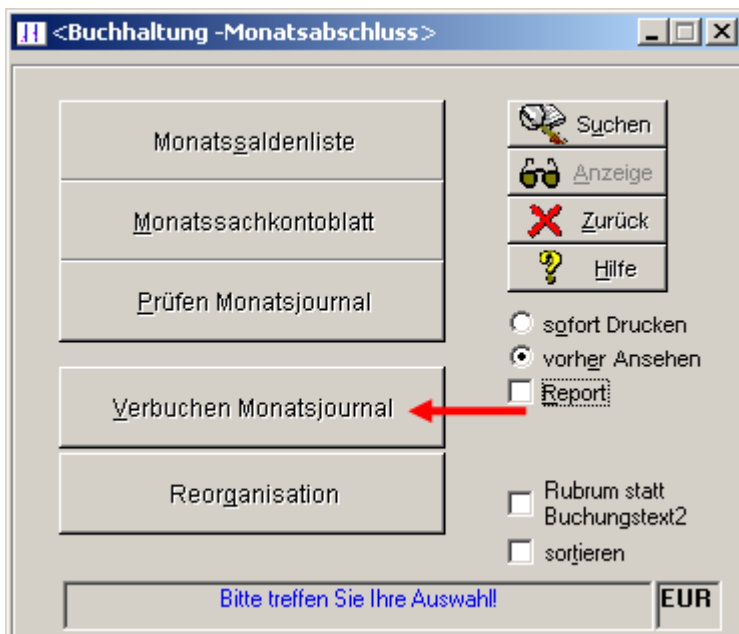 <Buchhaltung -Monatsabschluss>
Monatssaldenliste
Monatssachkontoblatt
Prüfen Monatsjournal
Verbuchen Monatsjournal
Reorganisation
Suchen
Anzeige
Zurück
Hilfe
sofort Drucken
vorher Ansehen
Report
Rubrum statt
Buchungstext2
sortieren
Bitte treffen Sie Ihre Auswahl!
EUR